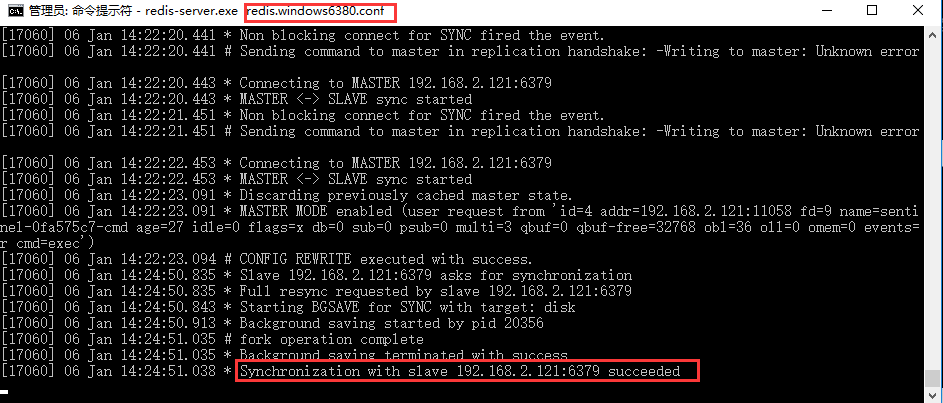 管理员: 命令提示符 - redis-server.exe redis.windows6380.conf
[17060] 06 Jan 14:22:20.441 * Non blocking connect for SYNC fired the event.
[17060] 06 Jan 14:22:20.441 # Sending command to master in replication handshake: -Writing to master: Unknown error
[17060] 06 Jan 14:22:20.443 * Connecting to MASTER 192.168.2.121:6379
[17060] 06 Jan 14:22:20.443 * MASTER <-> SLAVE sync started
[17060] 06 Jan 14:22:21.451 * Non blocking connect for SYNC fired the event.
[17060] 06 Jan 14:22:21.451 # Sending command to master in replication handshake: -Writing to master: Unknown error
[17060] 06 Jan 14:22:22.453 * Connecting to MASTER 192.168.2.121:6379
[17060] 06 Jan 14:22:22.453 * MASTER <-> SLAVE sync started
[17060] 06 Jan 14:22:23.091 * Discarding previously cached master state.
[17060] 06 Jan 14:22:23.091 * MASTER MODE enabled (user request from 'id=4 addr=192.168.2.121:11058 fd=9 name=senti
nel-0fa575c7-cmd age=27 idle=0 flags=x db=0 sub=0 psub=0 multi=3 qbuf=0 qbuf-free=32768 obl=36 oll=0 omem=0 events=
r cmd=exec')
[17060] 06 Jan 14:22:23.094 # CONFIG REWRITE executed with success.
[17060] 06 Jan 14:24:50.835 * Slave 192.168.2.121:6379 asks for synchronization
[17060] 06 Jan 14:24:50.835 * Full resync requested by slave 192.168.2.121:6379
[17060] 06 Jan 14:24:50.843 * Starting BGSAVE for SYNC with target: disk
[17060] 06 Jan 14:24:50.913 * Background saving started by pid 20356
[17060] 06 Jan 14:24:51.035 # fork operation complete
[17060] 06 Jan 14:24:51.035 * Background saving terminated with success
[17060] 06 Jan 14:24:51.038 * Synchronization with slave 192.168.2.121:6379 succeeded